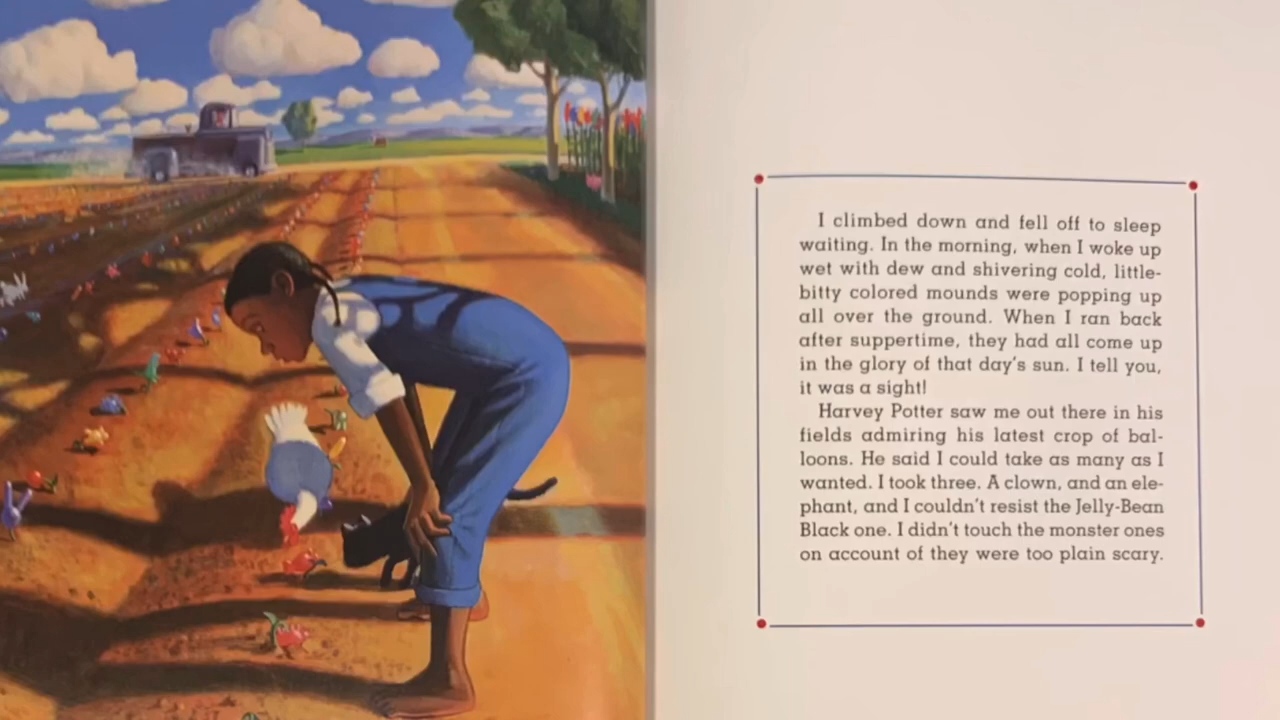 I climbed down and fell off to sleep
waiting. In the morning, when I woke up
wet with dew and shivering cold, little-
bitty colored mounds were popping up
all over the ground. When I ran back
after suppertime, they had all come up
in the glory of that day's sun. I tell you,
it was a sight!
Harvey Potter saw me out there in his
fields admiring his latest crop of bal-
loons. He said I could take as many as I
wanted. I took three. A clown, and an ele-
phant, and I couldn't resist the Jelly-Bean
Black one. I didn't touch the monster ones
on account of they were too plain scary.